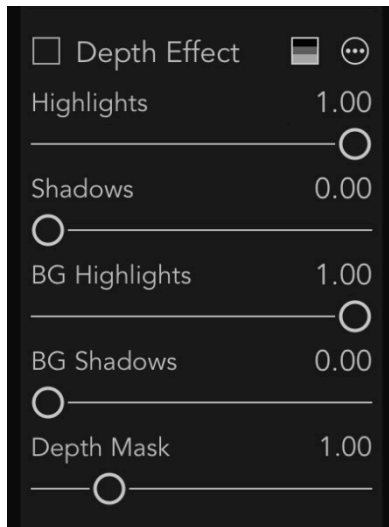 Depth Effect
Highlights 1.00
Shadows 0.00
BG Highlights 1.00
BG Shadows 0.00
Depth Mask 1.00